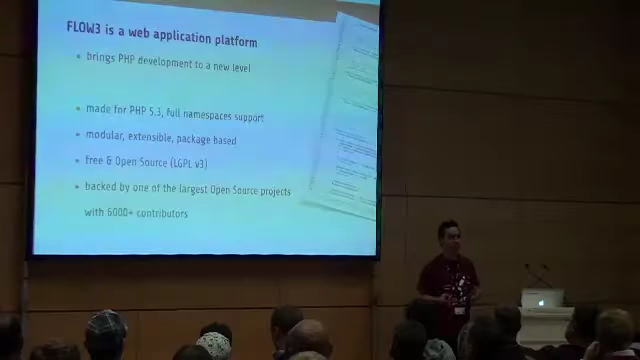 FLOW3 is a web application platform
brings PHP development to a new level
made for PHP 5.3, full namespaces support
modular, extensible, package based
free & Open Source (LGPL v3)
backed by one of the largest Open Source projects
with 6000+ contributors